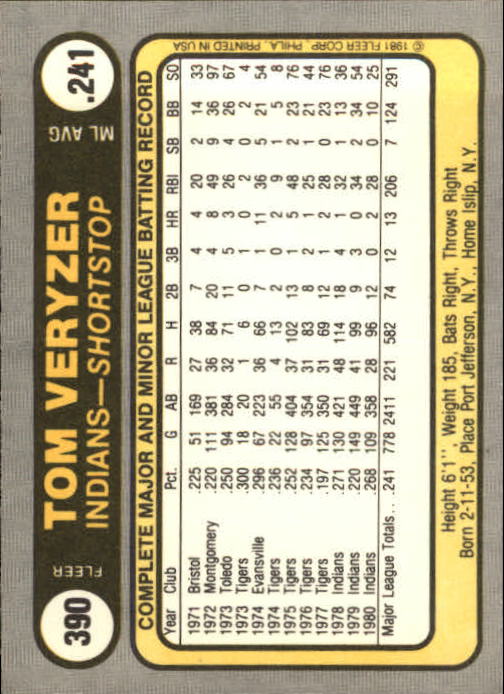 390
FLEER
TOM VERYZER
INDIANS—SHORTSTOP
ML AVG
.241
COMPLETE MAJOR AND MINOR LEAGUE BATTING RECORD
Year Club Pct. G AB R H 2B 3B HR RBI SB BB SO
1971 Bristol .225 51 169 27 38 7 4 4 20 2 14 33
1972 Montgomery .220 111 381 36 84 20 4 8 49 9 36 97
1973 Toledo .250 94 284 32 71 11 5 3 26 4 26 67
1973 Tigers .300 18 20 1 6 0 1 0 2 0 2 4
1974 Evansville .296 67 223 36 66 7 1 11 36 5 21 54
1974 Tigers .236 22 55 4 13 2 0 2 9 1 5 8
1975 Tigers .252 128 404 37 102 13 1 5 48 2 23 76
1976 Tigers .234 97 354 31 83 8 2 1 25 1 21 44
1977 Tigers .197 125 350 31 69 12 1 2 28 0 23 76
1978 Indians .271 130 421 48 114 18 4 1 32 1 13 36
1979 Indians .220 149 449 41 99 9 3 0 34 2 34 54
1980 Indians .268 109 358 28 96 12 0 2 28 0 10 25
Major League Totals... .241 778 2411 221 582 74 12 13 206 7 124 291
Height 6'1'', Weight 185, Bats Right, Throws Right
Born 2-11-53, Place Port Jefferson, N.Y., Home Islip, N.Y.
© 1981 FLEER CORP., PHILA. PRINTED IN USA